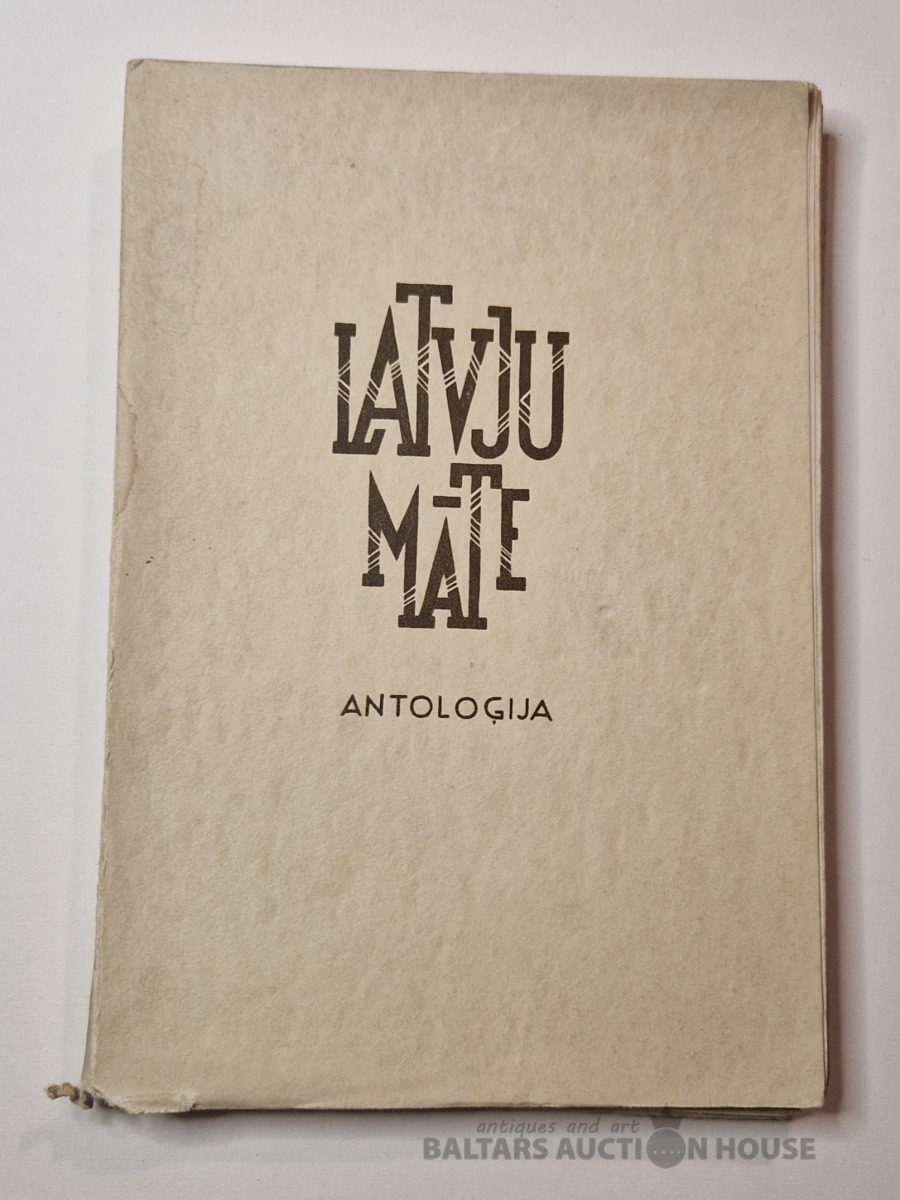 LATVJU
MĀTE
ANTOLOĢIJA
antiques and art
BALTARS AUCTION HOUSE